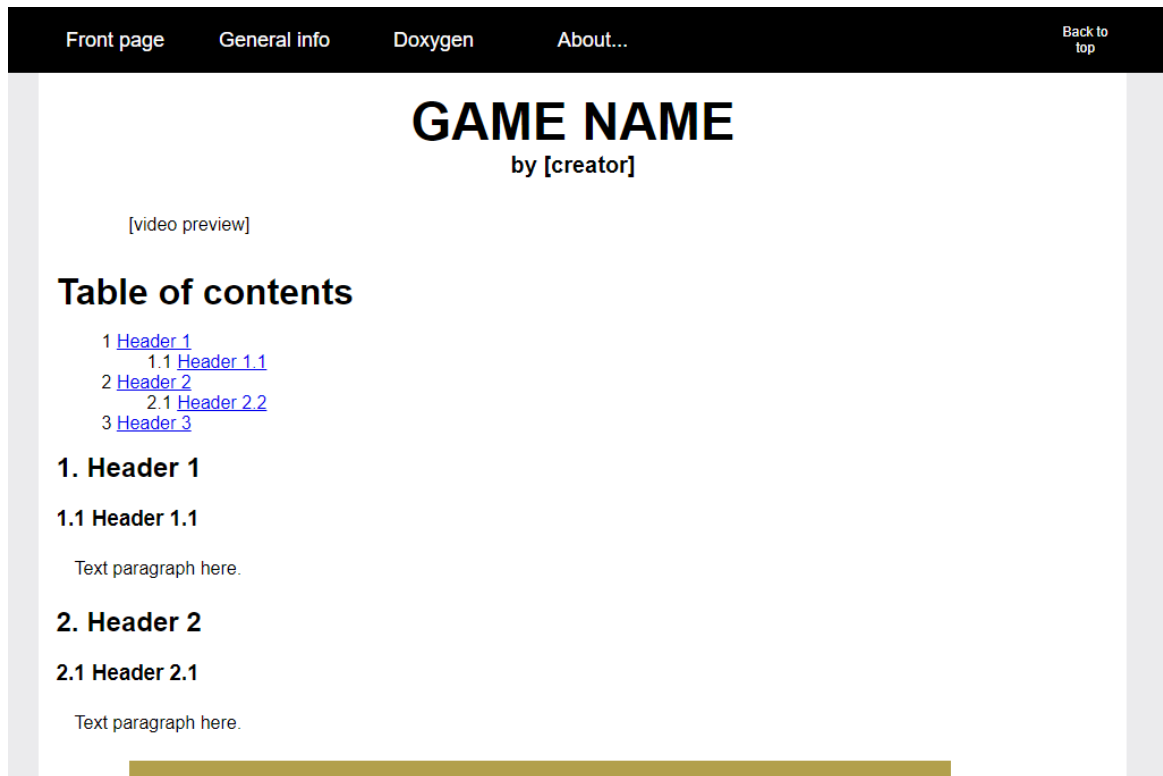 Front page General info Doxygen About... Back to top
GAME NAME
by [creator]
[video preview]
Table of contents
1 Header 1
1.1 Header 1.1
2 Header 2
2.1 Header 2.2
3 Header 3
1. Header 1
1.1 Header 1.1
Text paragraph here.
2. Header 2
2.1 Header 2.1
Text paragraph here.